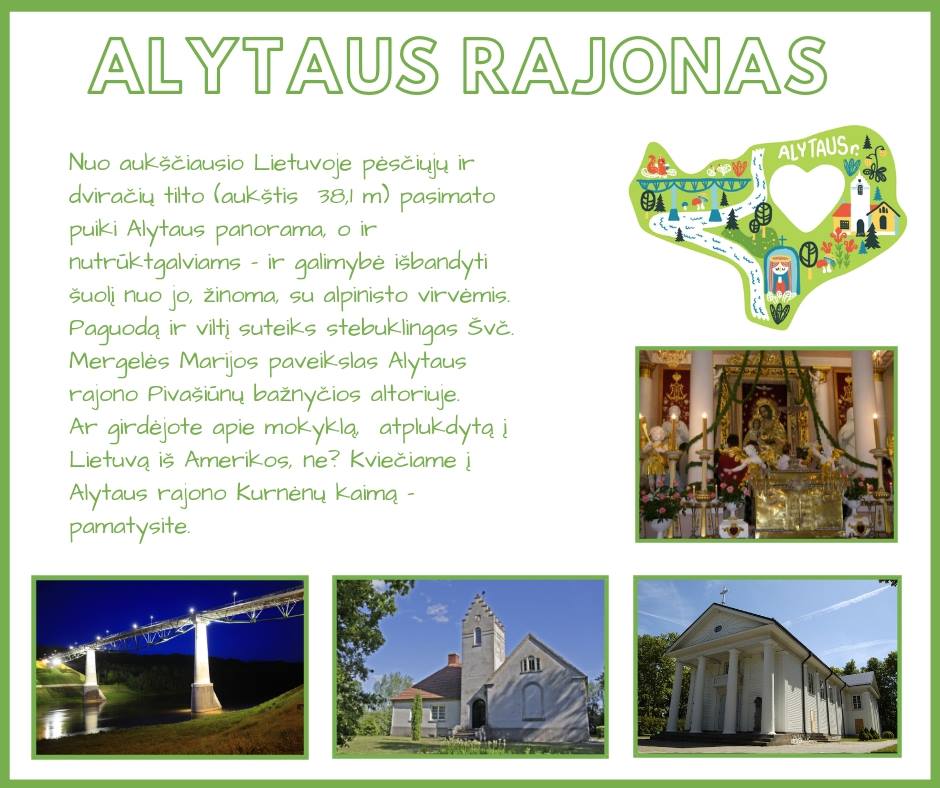 ALYTAUS RAJONAS
Nuo aukščiausio Lietuvoje pėsčiųjų ir
dviračių tilto (aukštis 38,1 m) pasimato
puiki Alytaus panorama, o ir
nutrūktgalviams - ir galimybė išbandyti
šuolį nuo jo, žinoma, su alpinisto virvėmis.
Paguodą ir viltį suteiks stebuklingas Švč.
Mergelės Marijos paveikslas Alytaus
rajono Pivašiūnų bažnyčios altoriuje.
Ar girdėjote apie mokyklą, atplukdytą į
Lietuvą iš Amerikos, ne? Kviečiame į
Alytaus rajono Kurnėnų kaimą -
pamatysite.
ALYTAUS r.